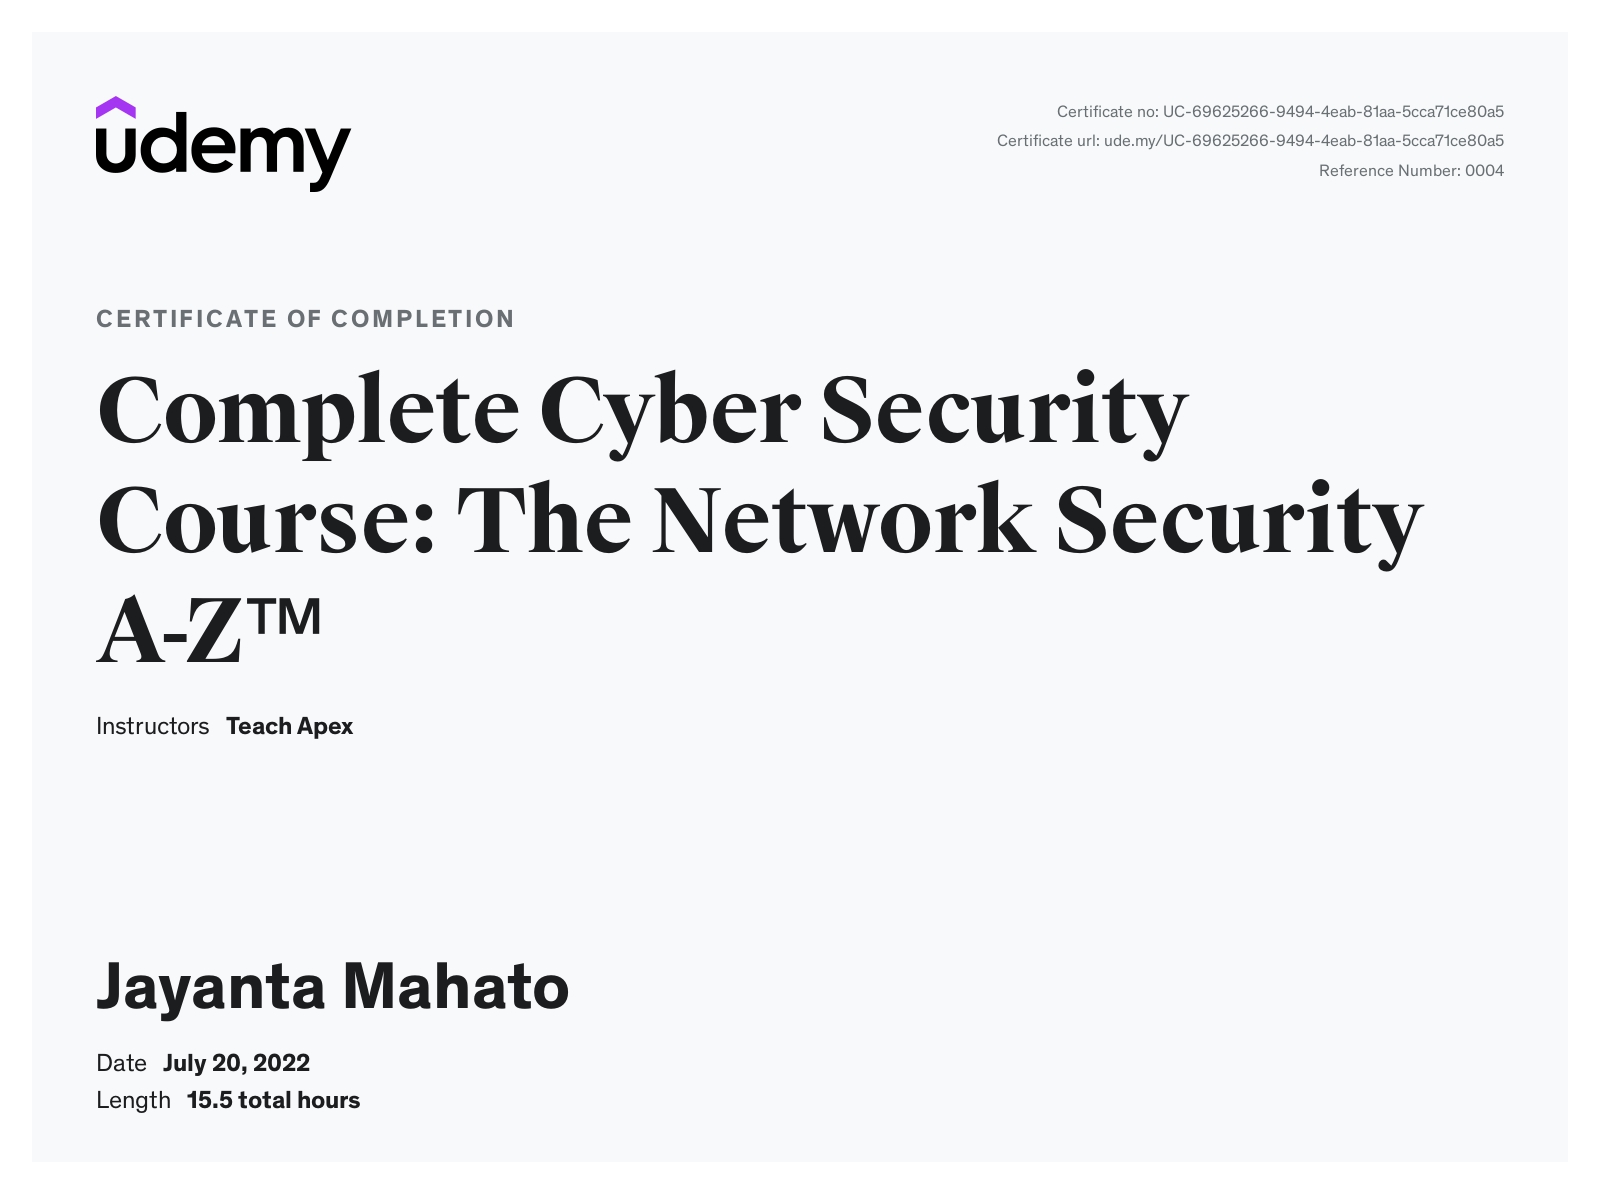 udemy
Certificate no: UC-69625266-9494-4eab-81aa-5cca71ce80a5
Certificate url: ude.my/UC-69625266-9494-4eab-81aa-5cca71ce80a5
Reference Number: 0004
CERTIFICATE OF COMPLETION
Complete Cyber Security
Course: The Network Security
A-Z™
Instructors Teach Apex
Jayanta Mahato
Date July 20, 2022
Length 15.5 total hours